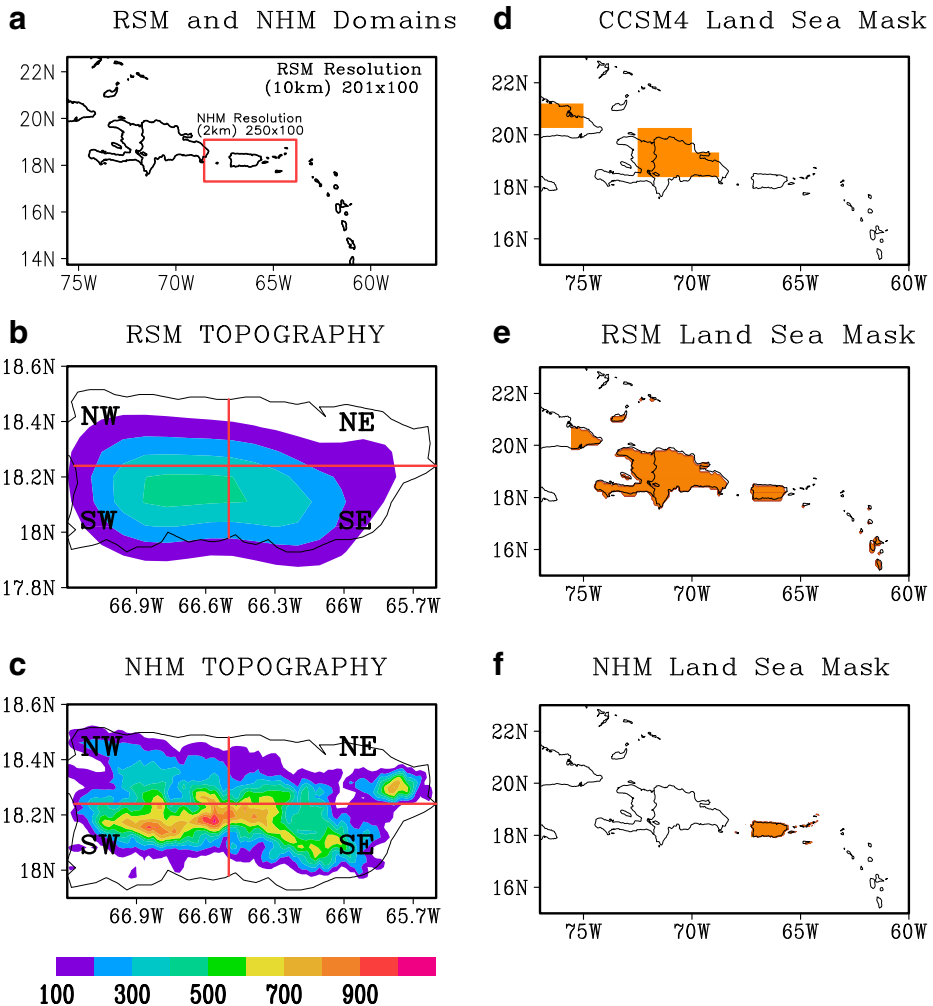 a RSM and NHM Domains
RSM Resolution
(10km) 201x100
NHM Resolution
(2km) 250x100
22N
20N
18N
16N
14N
75W 70W 65W 60W
b RSM TOPOGRAPHY
NW NE
SW SE
18.6N
18.4N
18.2N
18N
17.8N
66.9W 66.6W 66.3W 66W 65.7W
c NHM TOPOGRAPHY
NW NE
SW SE
18.6N
18.4N
18.2N
18N
66.9W 66.6W 66.3W 66W 65.7W
100 300 500 700 900
d CCSM4 Land Sea Mask
22N
20N
18N
16N
75W 70W 65W 60W
e RSM Land Sea Mask
22N
20N
18N
16N
75W 70W 65W 60W
f NHM Land Sea Mask
22N
20N
18N
16N
75W 70W 65W 60W